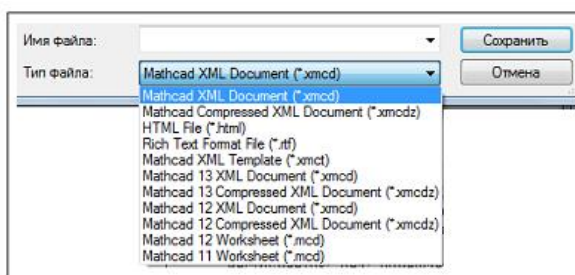 Имя файла:
Сохранить
Тип файла: Mathcad XML Document (*.xmcd)
Отмена
Mathcad XML Document (*.xmcd)
Mathcad Compressed XML Document (*.xmcdz)
HTML File (*.html)
Rich Text Format File (*.rtf)
Mathcad XML Template (*.xmct)
Mathcad 13 XML Document (*.xmcd)
Mathcad 13 Compressed XML Document (*.xmcdz)
Mathcad 12 XML Document (*.xmcd)
Mathcad 12 Compressed XML Document (*.xmcdz)
Mathcad 12 Worksheet (*.mcd)
Mathcad 11 Worksheet (*.mcd)